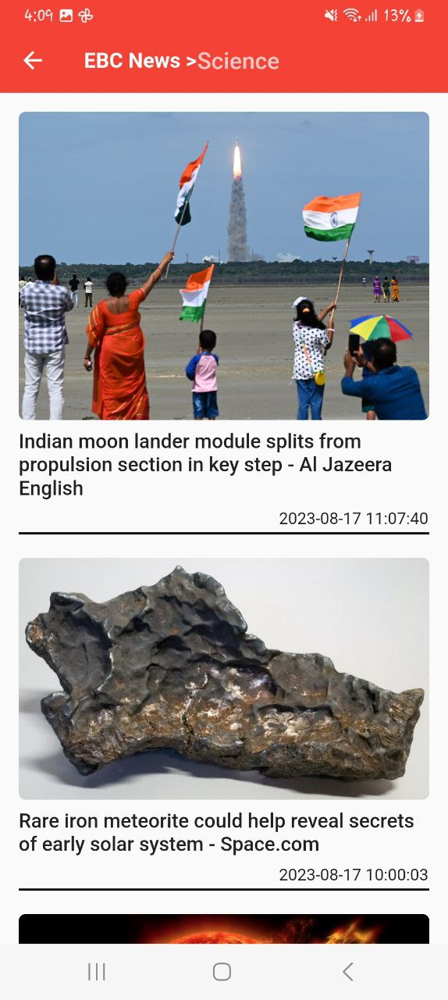 4:09 13%
EBC News >Science
Indian moon lander module splits from
propulsion section in key step - Al Jazeera
English
2023-08-17 11:07:40
Rare iron meteorite could help reveal secrets
of early solar system - Space.com
2023-08-17 10:00:03